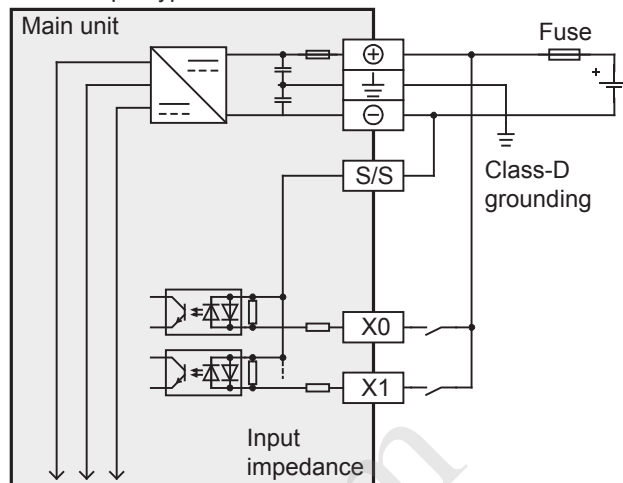 Main unit
Fuse
⊕
+
⊖
S/S
Class-D
grounding
X0
X1
Input
impedance